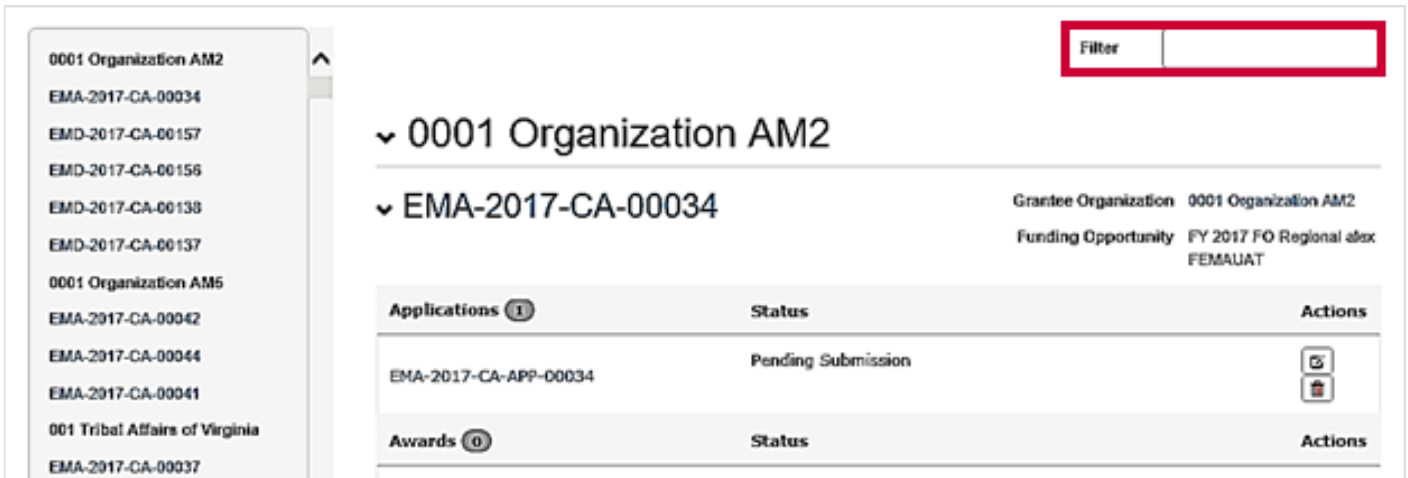 0001 Organization AM2
EMA-2017-CA-00034
EMD-2017-CA-00157
EMD-2017-CA-00156
EMD-2017-CA-00138
EMD-2017-CA-00137
0001 Organization AM5
EMA-2017-CA-00042
EMA-2017-CA-00044
EMA-2017-CA-00041
001 Tribal Affairs of Virginia
EMA-2017-CA-00037
Filter
0001 Organization AM2
EMA-2017-CA-00034
Grantee Organization 0001 Organization AM2
Funding Opportunity FY 2017 FO Regional alex
FEMAUAT
Applications 1 Status Actions
EMA-2017-CA-APP-00034 Pending Submission
Awards 0 Status Actions